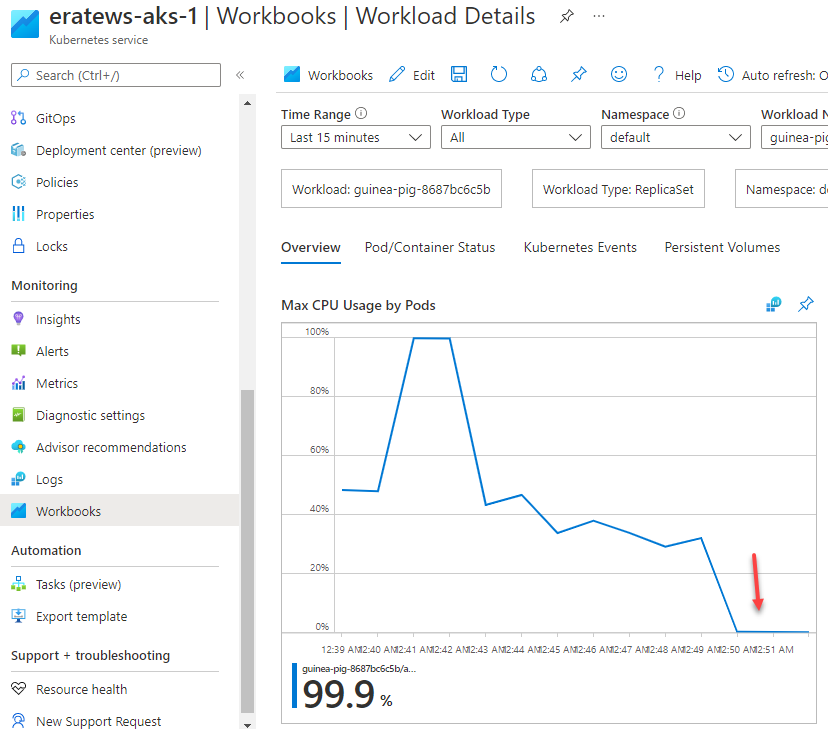 eratews-aks-1 | Workbooks | Workload Details ...
Kubernetes service
Search (Ctrl+/)
«
GitOps
Deployment center (preview)
Policies
Properties
Locks
Monitoring
Insights
Alerts
Metrics
Diagnostic settings
Advisor recommendations
Logs
Workbooks
Automation
Tasks (preview)
Export template
Support + troubleshooting
Resource health
New Support Request
Workbooks Edit ? Help Auto refresh: O
Time Range Workload Type Namespace Workload N
Last 15 minutes All default guinea-pig
Workload: guinea-pig-8687bc6c5b Workload Type: ReplicaSet Namespace: de
Overview Pod/Container Status Kubernetes Events Persistent Volumes
Max CPU Usage by Pods
100%
80%
60%
40%
20%
0%
12:39 AM 12:40 AM 12:41 AM 12:42 AM 12:43 AM 12:44 AM 12:45 AM 12:46 AM 12:47 AM 12:48 AM 12:49 AM 12:50 AM 12:51 AM
guinea-pig-8687bc6c5b/a...
99.9 %